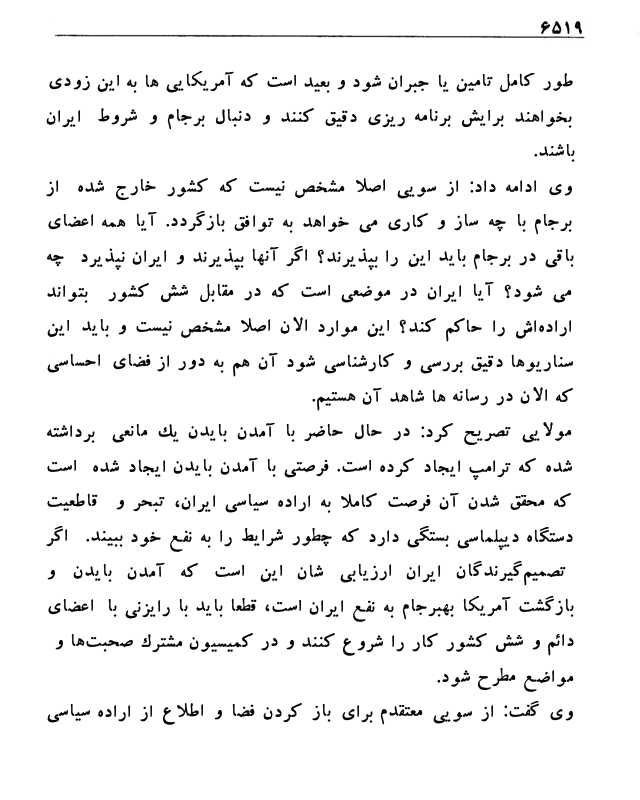 ۶۵۱۹
طور کامل تامین یا جبران شود و بعید است که آمریکایی ها به این زودی
بخواهند برایش برنامه ریزی دقیق کنند و دنبال برجام و شروط ایران
باشند.
وی ادامه داد: از سویی اصلا مشخص نیست که کشور خارج شده از
برجام با چه ساز و کاری می خواهد به توافق بازگردد. آیا همه اعضای
باقی در برجام باید این را بپذیرند؟ اگر آنها بپذیرند و ایران نپذیرد چه
می شود؟ آیا ایران در موضعی است که در مقابل شش کشور بتواند
اراده‌اش را حاکم کند؟ این موارد الان اصلا مشخص نیست و باید این
سناریوها دقیق بررسی و کارشناسی شود آن هم به دور از فضای احساسی
که الان در رسانه ها شاهد آن هستیم.
مولایی تصریح کرد: در حال حاضر با آمدن بایدن یك مانعی برداشته
شده که ترامپ ایجاد کرده است. فرصتی با آمدن بایدن ایجاد شده است
که محقق شدن آن فرصت کاملا به اراده سیاسی ایران، تبحر و قاطعیت
دستگاه دیپلماسی بستگی دارد که چطور شرایط را به نفع خود ببیند. اگر
تصمیم‌گیرندگان ایران ارزیابی شان این است که آمدن بایدن و
بازگشت آمریکا بهبرجام به نفع ایران است، قطعا باید با رایزنی با اعضای
دائم و شش کشور کار را شروع کنند و در کمیسیون مشترك صحبت‌ها و
مواضع مطرح شود.
وی گفت: از سویی معتقدم برای باز کردن فضا و اطلاع از اراده سیاسی